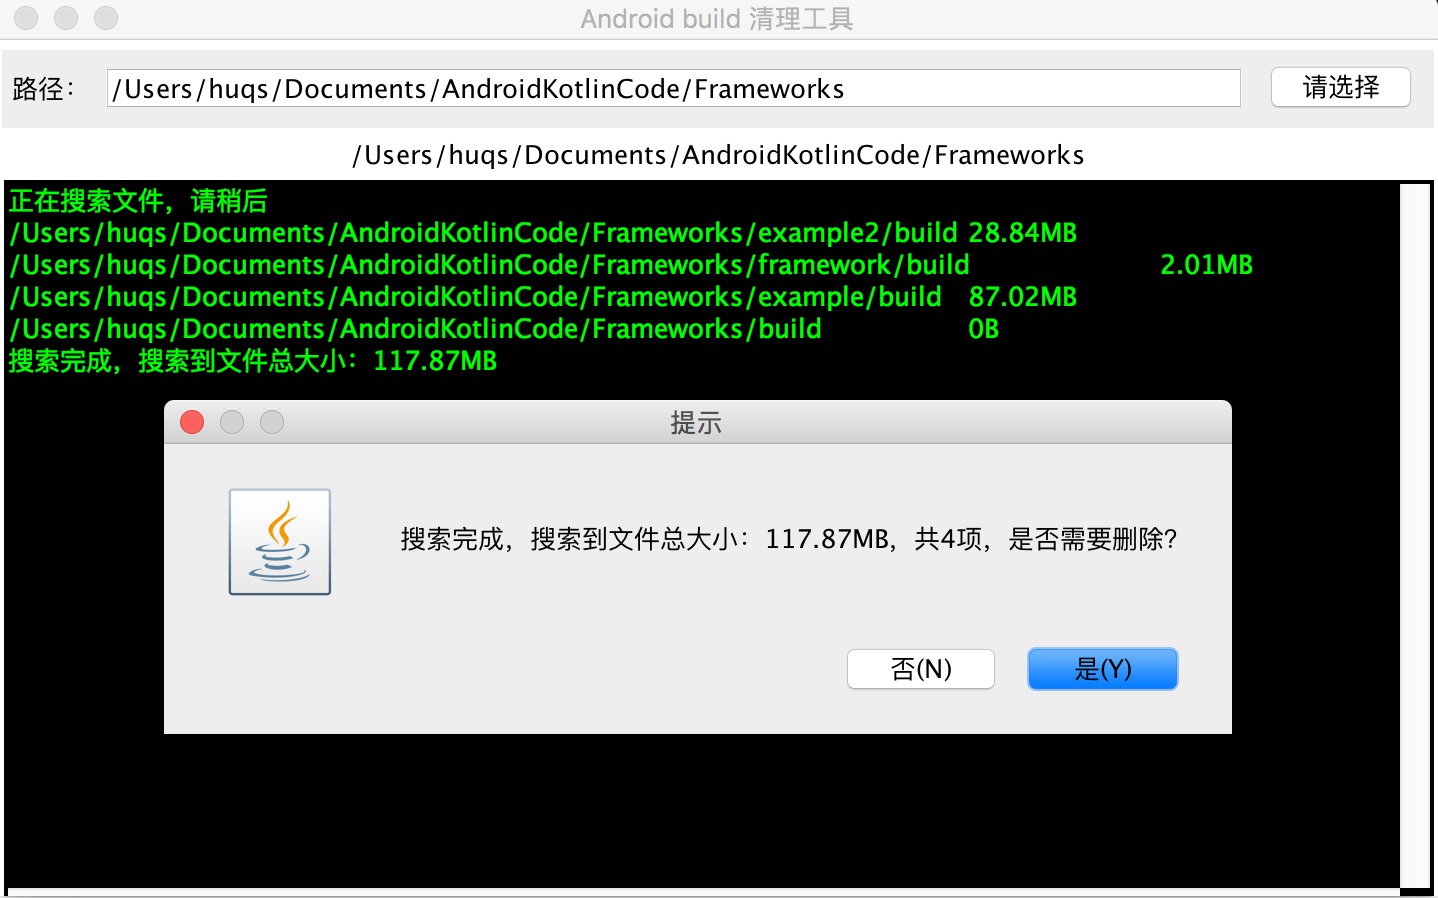 Android build 清理工具
路径： /Users/huqs/Documents/AndroidKotlinCode/Frameworks 请选择
/Users/huqs/Documents/AndroidKotlinCode/Frameworks
正在搜索文件，请稍后
/Users/huqs/Documents/AndroidKotlinCode/Frameworks/example2/build 28.84MB
/Users/huqs/Documents/AndroidKotlinCode/Frameworks/framework/build 2.01MB
/Users/huqs/Documents/AndroidKotlinCode/Frameworks/example/build 87.02MB
/Users/huqs/Documents/AndroidKotlinCode/Frameworks/build 0B
搜索完成，搜索到文件总大小：117.87MB
提示
搜索完成，搜索到文件总大小：117.87MB，共4项，是否需要删除?
否(N) 是(Y)